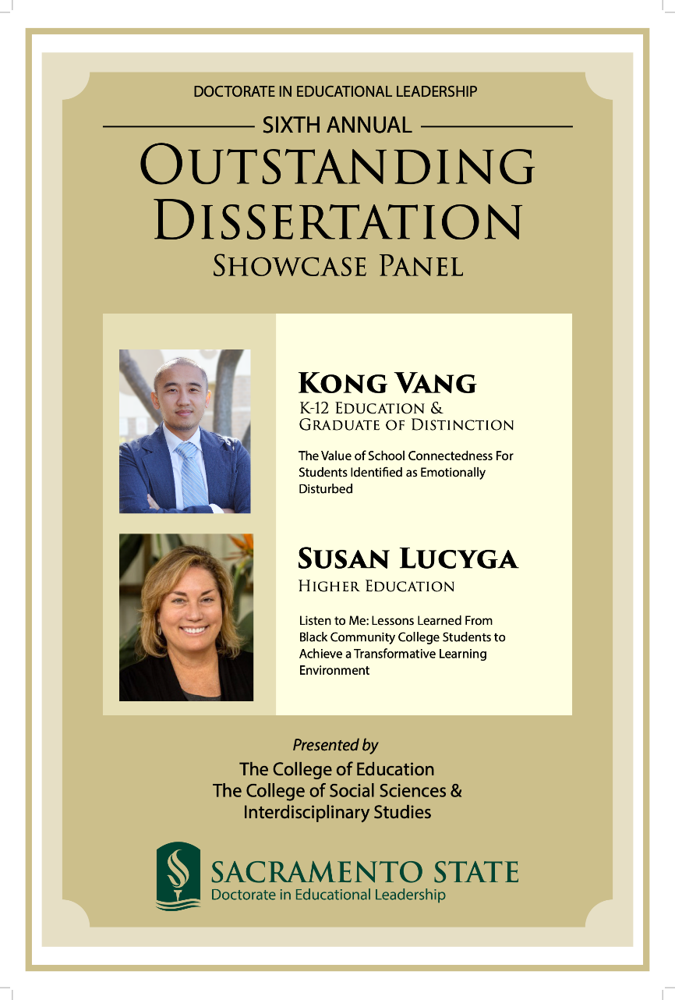 DOCTORATE IN EDUCATIONAL LEADERSHIP
SIXTH ANNUAL
OUTSTANDING
DISSERTATION
SHOWCASE PANEL
KONG VANG
K-12 EDUCATION &
GRADUATE OF DISTINCTION
The Value of School Connectedness For
Students Identified as Emotionally
Disturbed
SUSAN LUCYGA
HIGHER EDUCATION
Listen to Me: Lessons Learned From
Black Community College Students to
Achieve a Transformative Learning
Environment
Presented by
The College of Education
The College of Social Sciences &
Interdisciplinary Studies
SACRAMENTO STATE
Doctorate in Educational Leadership